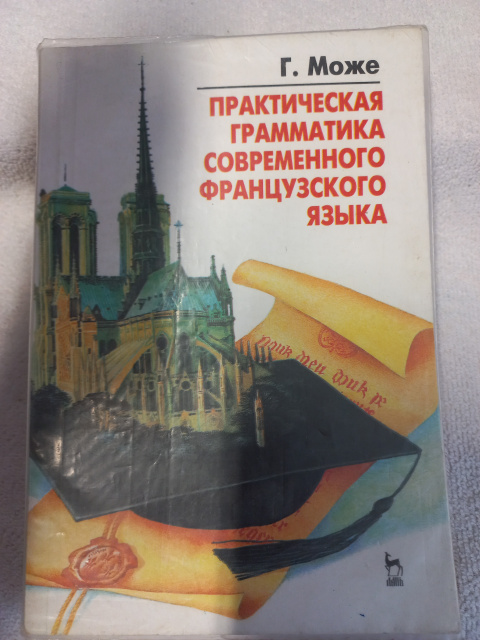 Г. Може
ПРАКТИЧЕСКАЯ
ГРАММАТИКА
СОВРЕМЕННОГО
ФРАНЦУЗСКОГО
ЯЗЫКА